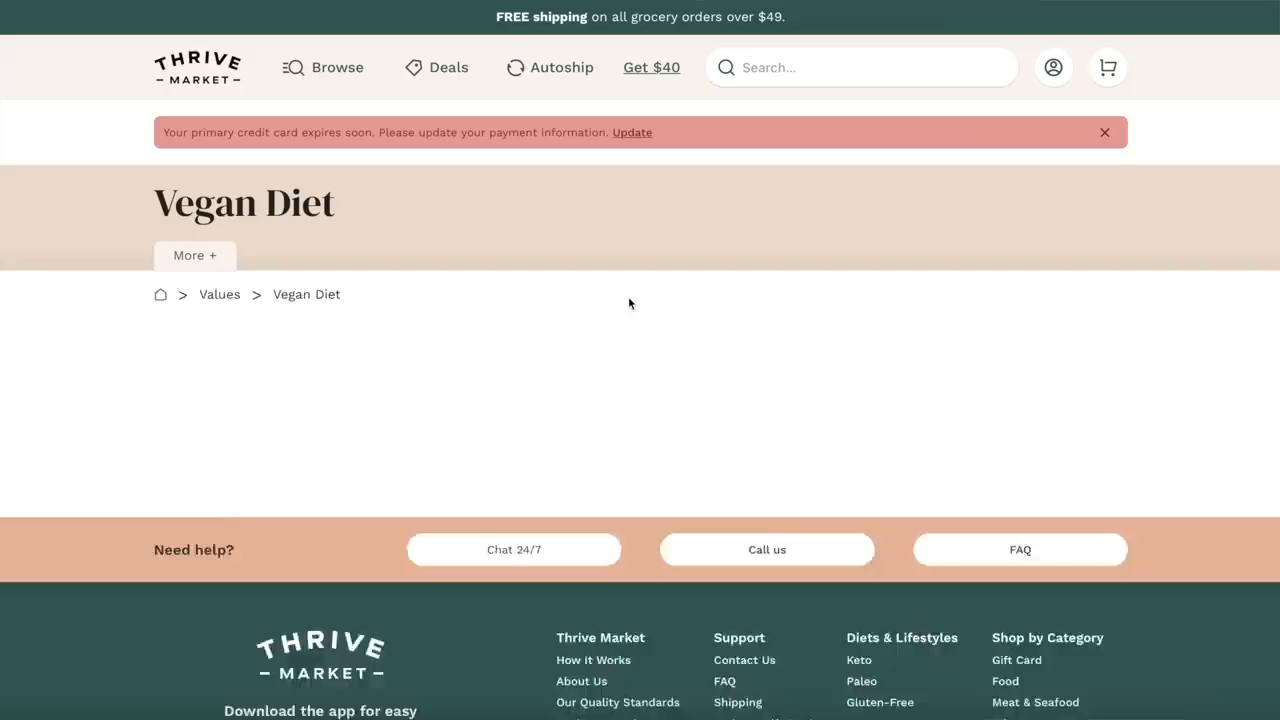 FREE shipping on all grocery orders over $49.
THRIVE
MARKET
Browse
Deals
Autoship
Get $40
Search...
Your primary credit card expires soon. Please update your payment information. Update
Vegan Diet
More +
> Values > Vegan Diet
Need help?
Chat 24/7
Call us
FAQ
THRIVE
MARKET
Download the app for easy
Thrive Market
How it Works
About Us
Our Quality Standards
Support
Contact Us
FAQ
Shipping
Diets & Lifestyles
Keto
Paleo
Gluten-Free
Shop by Category
Gift Card
Food
Meat & Seafood